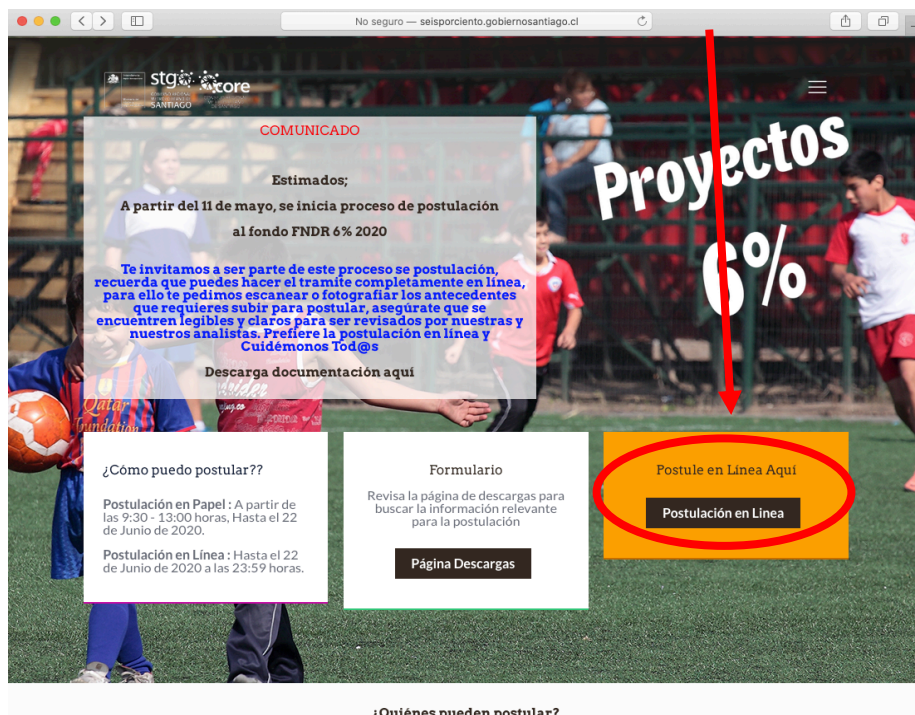 No seguro — seisporciento.gobiernosantiago.cl
stgo
core
SANTIAGO
COMUNICADO
Estimados;
A partir del 11 de mayo, se inicia proceso de postulación
al fondo FNDR 6% 2020
Te invitamos a ser parte de este proceso se postulación,
recuerda que puedes hacer el tramite completamente en línea,
para ello te pedimos escanear o fotografiar los antecedentes
que requieres subir para postular, asegúrate que se
encuentren legibles y claros para ser revisados por nuestras y
nuestros analistas. Prefiere la postulación en línea y
Cuidémonos Tod@s
Descarga documentación aquí
Proyectos
6%
Qatar
Foundation
¿Cómo puedo postular??
Postulación en Papel : A partir de
las 9:30 - 13:00 horas, Hasta el 22
de Junio de 2020.
Postulación en Línea : Hasta el 22
de Junio de 2020 a las 23:59 horas.
Formulario
Revisa la página de descargas para
buscar la información relevante
para la postulación
Página Descargas
Postule en Línea Aquí
Postulación en Linea
¿Quiénes pueden postular?